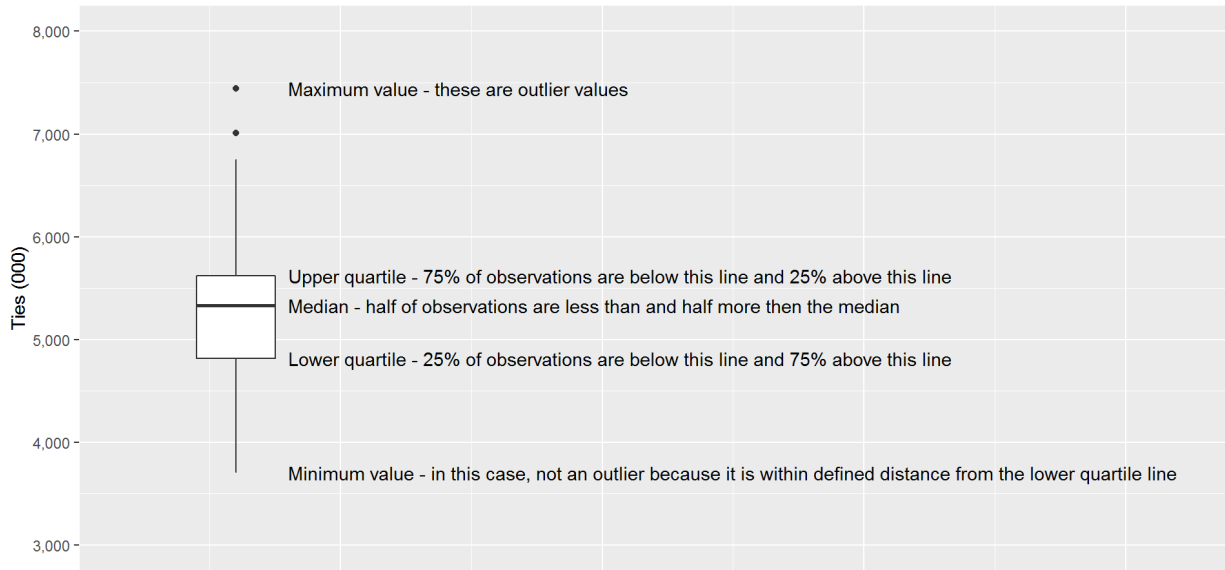 8,000
Maximum value - these are outlier values
7,000
6,000
Upper quartile - 75% of observations are below this line and 25% above this line
Median - half of observations are less than and half more then the median
Ties (000)
5,000
Lower quartile - 25% of observations are below this line and 75% above this line
4,000
Minimum value - in this case, not an outlier because it is within defined distance from the lower quartile line
3,000